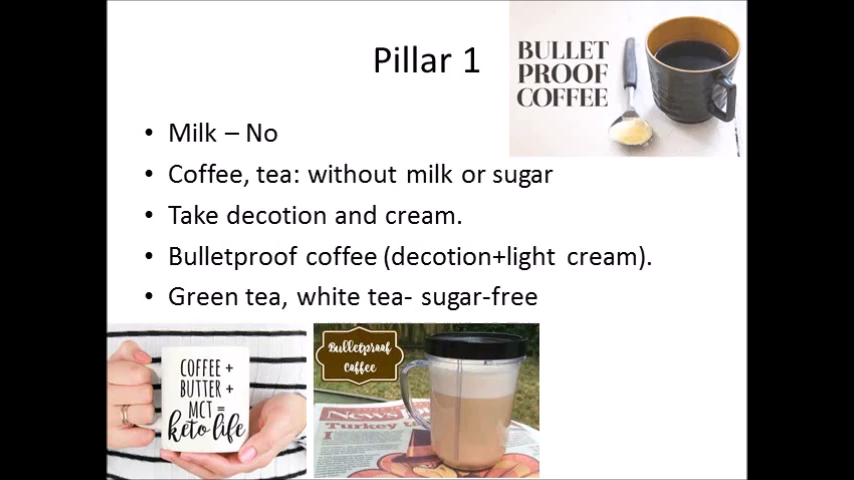 Pillar 1
BULLET
PROOF
COFFEE
• Milk – No
• Coffee, tea: without milk or sugar
• Take decotion and cream.
• Bulletproof coffee (decotion+light cream).
• Green tea, white tea- sugar-free
COFFEE +
BUTTER +
MCT =
keto life
Bulletproof
Coffee
Turkey